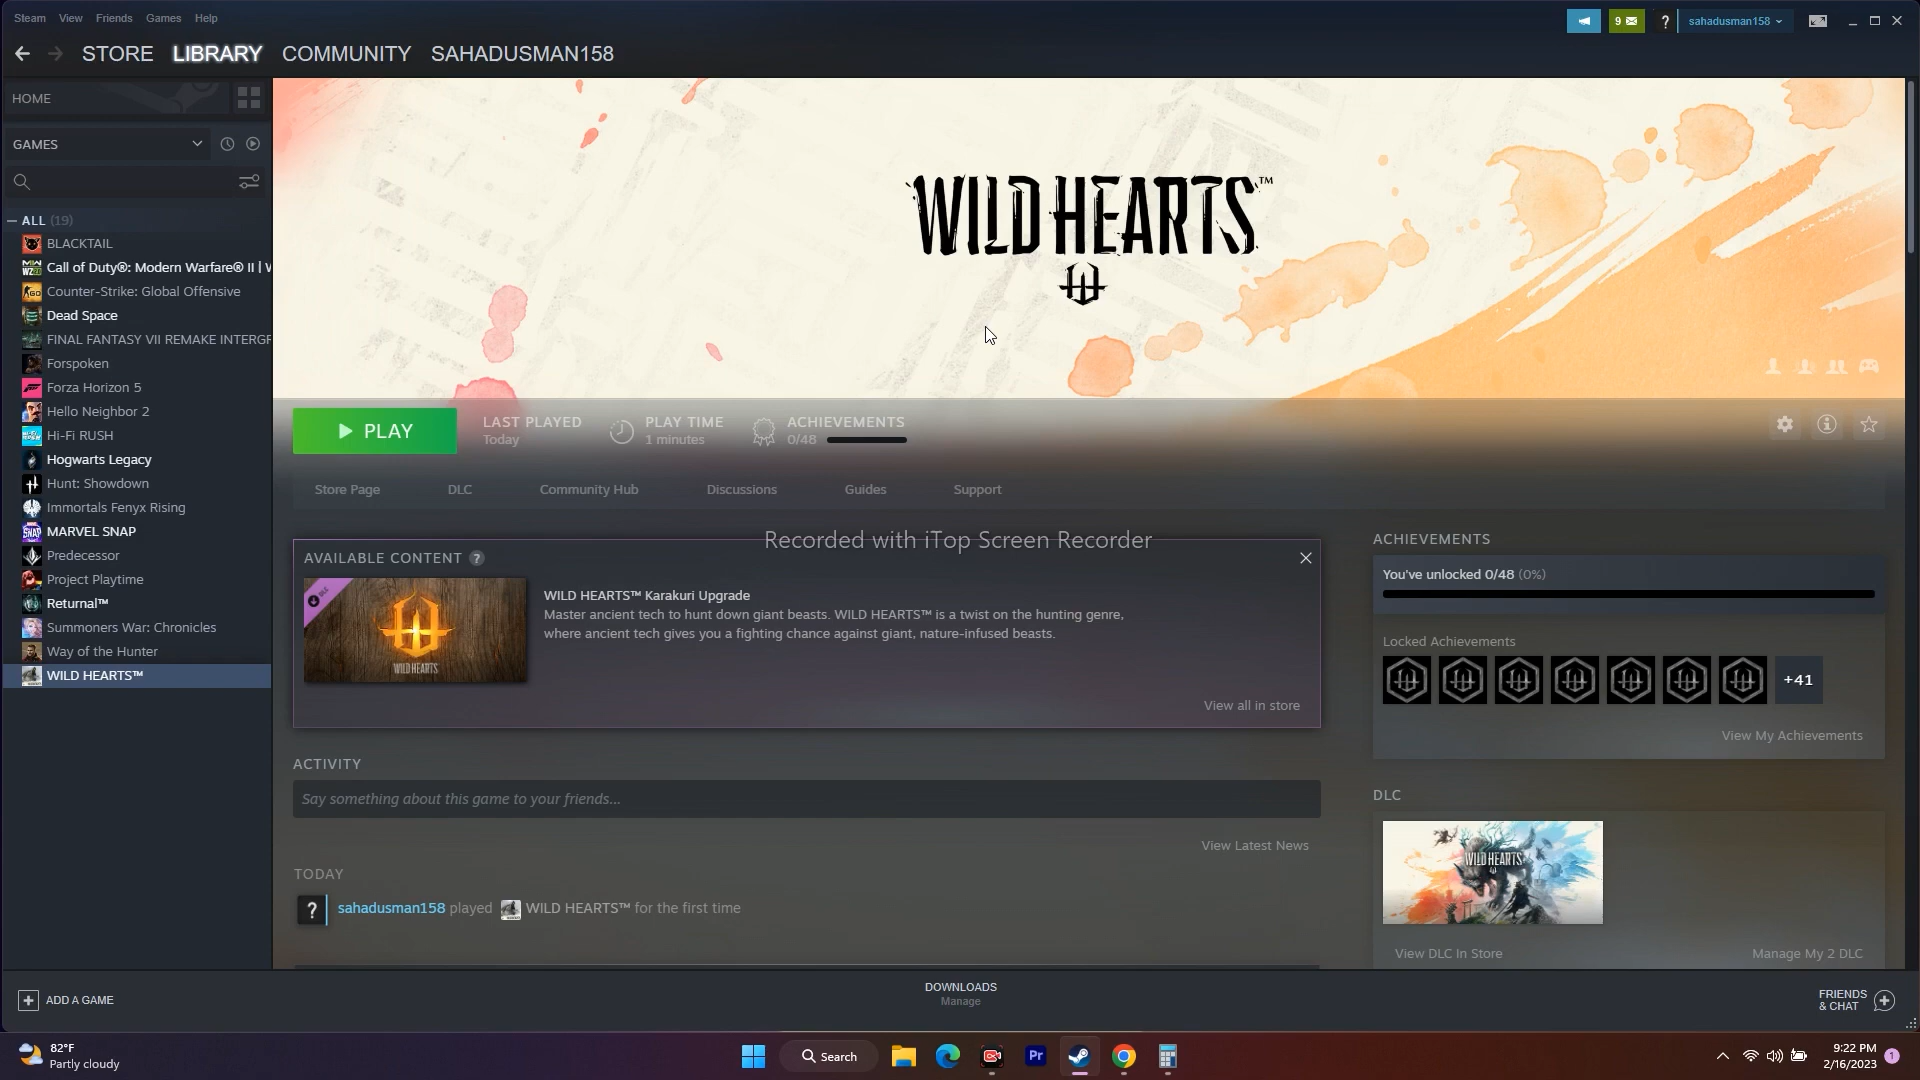 Steam View Friends Games Help
9 ? sahadusman158
STORE LIBRARY COMMUNITY SAHADUSMAN158
HOME
GAMES
ALL (19)
BLACKTAIL
Call of Duty®: Modern Warfare® II |
Counter-Strike: Global Offensive
Dead Space
FINAL FANTASY VII REMAKE INTERGR
Forspoken
Forza Horizon 5
Hello Neighbor 2
Hi-Fi RUSH
Hogwarts Legacy
Hunt: Showdown
Immortals Fenyx Rising
MARVEL SNAP
Predecessor
Project Playtime
Returnal™
Summoners War: Chronicles
Way of the Hunter
WILD HEARTS™
WILD HEARTS™
PLAY
LAST PLAYED
Today
PLAY TIME
1 minutes
ACHIEVEMENTS
0/48
Store Page DLC Community Hub Discussions Guides Support
Recorded with iTop Screen Recorder
AVAILABLE CONTENT ?
DLC
WILD HEARTS
WILD HEARTS™ Karakuri Upgrade
Master ancient tech to hunt down giant beasts. WILD HEARTS™ is a twist on the hunting genre,
where ancient tech gives you a fighting chance against giant, nature-infused beasts.
View all in store
ACTIVITY
Say something about this game to your friends...
View Latest News
TODAY
? sahadusman158 played WILD HEARTS™ for the first time
ACHIEVEMENTS
You've unlocked 0/48 (0%)
Locked Achievements
+41
View My Achievements
DLC
WILD HEARTS
View DLC In Store Manage My 2 DLC
ADD A GAME
DOWNLOADS
Manage
FRIENDS
& CHAT
82°F
Partly cloudy
Search
Pr
9:22 PM
2/16/2023
1